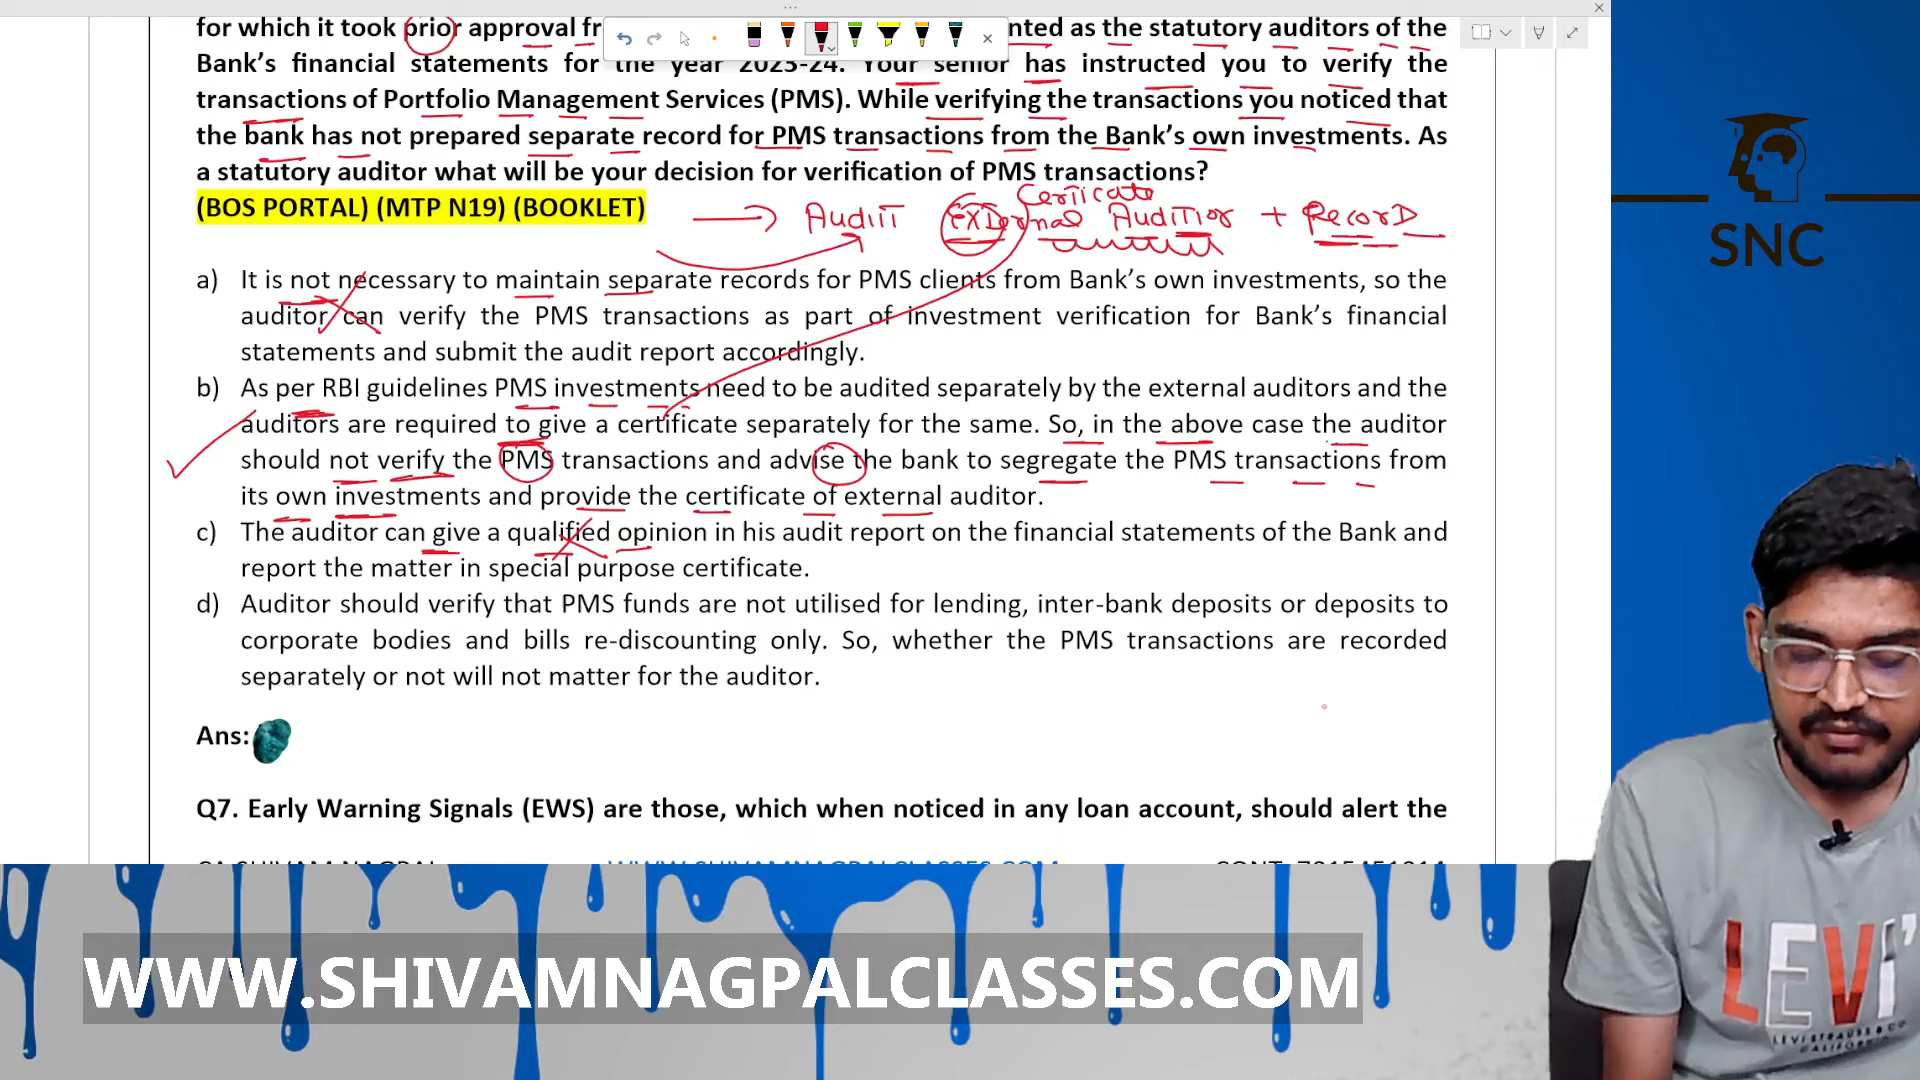 for which it took prior approval fr nted as the statutory auditors of the
Bank's financial statements for the year 2023-24. Your senior has instructed you to verify the
transactions of Portfolio Management Services (PMS). While verifying the transactions you noticed that
the bank has not prepared separate record for PMS transactions from the Bank's own investments. As
a statutory auditor what will be your decision for verification of PMS transactions?
(BOS PORTAL) (MTP N19) (BOOKLET)
Certicate
Audit External Auditior + Record
SNC
a) It is not necessary to maintain separate records for PMS clients from Bank's own investments, so the
auditor can verify the PMS transactions as part of investment verification for Bank's financial
statements and submit the audit report accordingly.
b) As per RBI guidelines PMS investments need to be audited separately by the external auditors and the
auditors are required to give a certificate separately for the same. So, in the above case the auditor
should not verify the PMS transactions and advise the bank to segregate the PMS transactions from
its own investments and provide the certificate of external auditor.
c) The auditor can give a qualified opinion in his audit report on the financial statements of the Bank and
report the matter in special purpose certificate.
d) Auditor should verify that PMS funds are not utilised for lending, inter-bank deposits or deposits to
corporate bodies and bills re-discounting only. So, whether the PMS transactions are recorded
separately or not will not matter for the auditor.
Ans:
Q7. Early Warning Signals (EWS) are those, which when noticed in any loan account, should alert the
CA SHIVAM NAGPAL WWW.SHIVAMNAGPALCLASSES.COM
WWW.SHIVAMNAGPALCLASSES.COM
LEVI'
LEVI STRAUSS & CO
CALIFORNIA